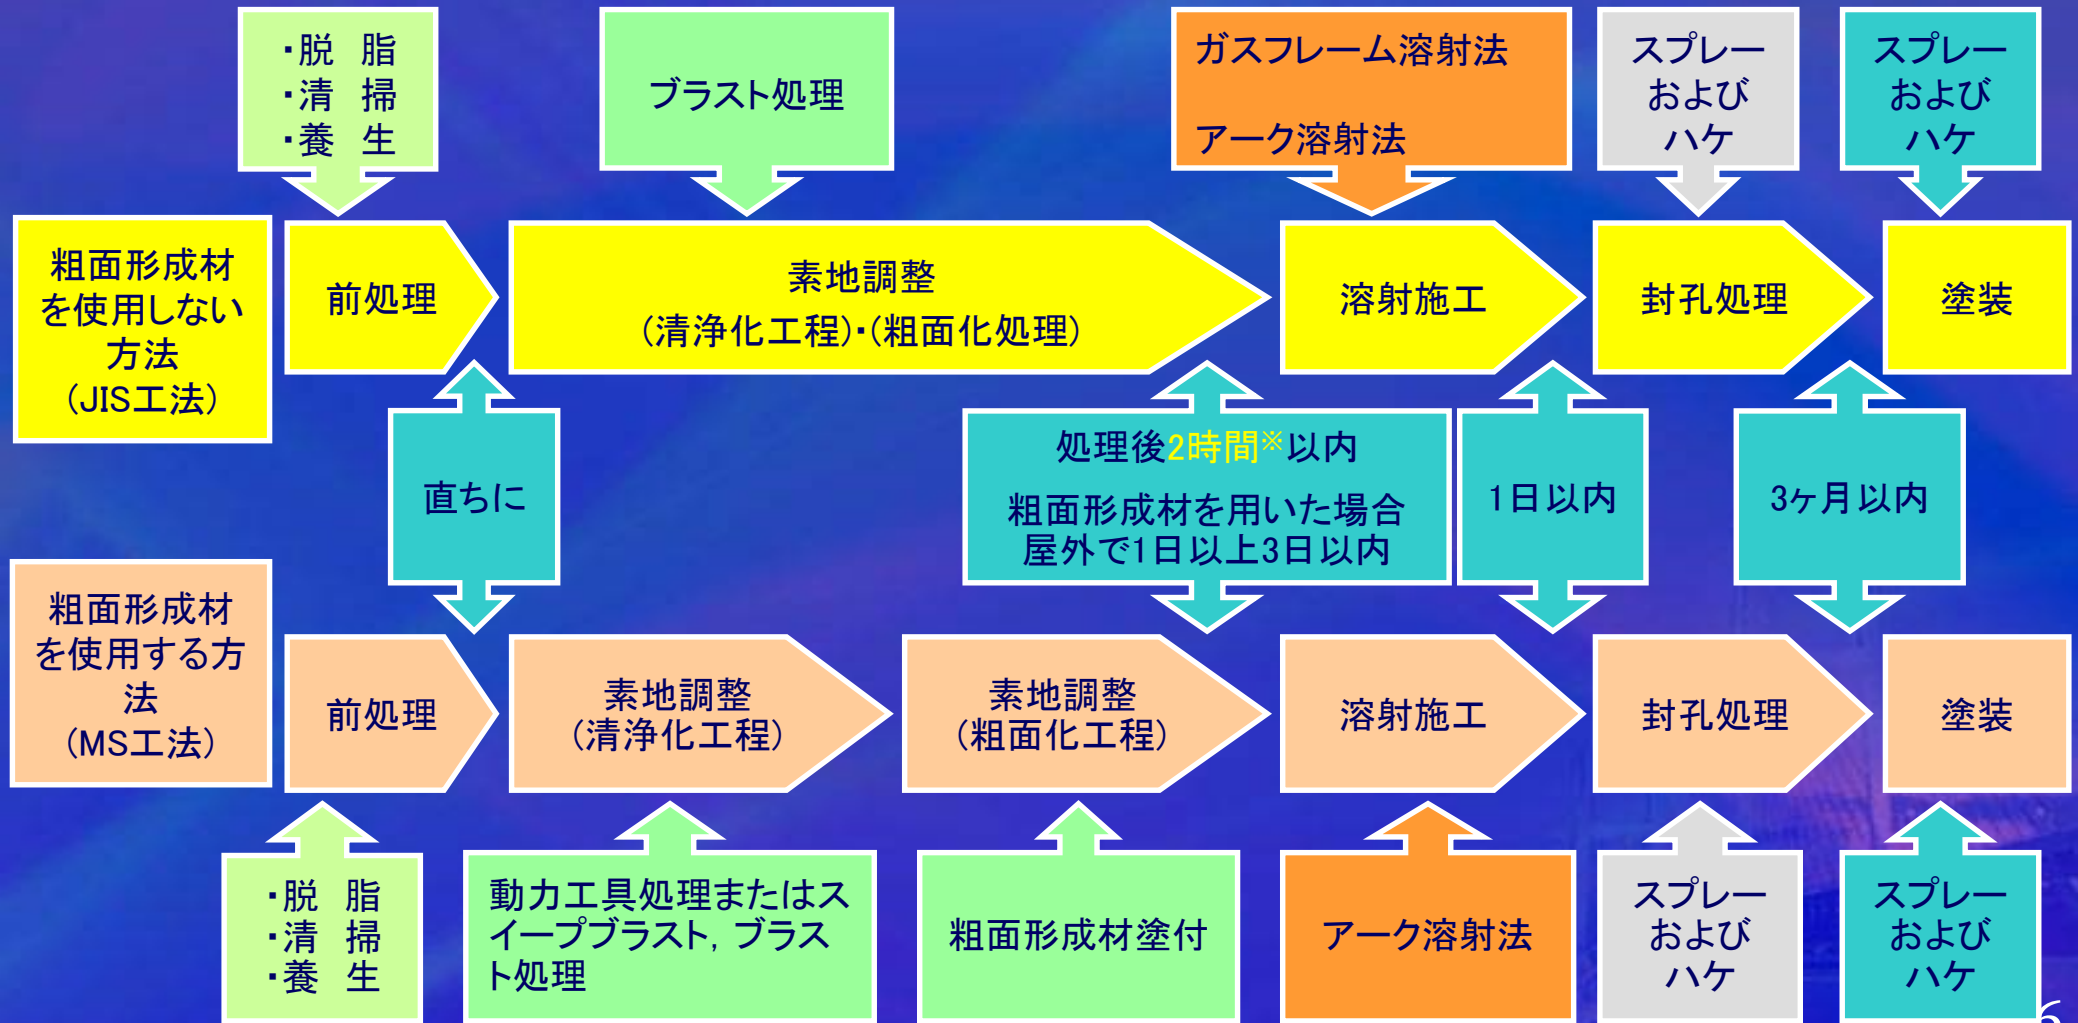 ・脱　脂
・清　掃
・養　生
ブラスト処理
ガスフレーム溶射法
アーク溶射法
スプレー
および
ハケ
スプレー
および
ハケ
粗面形成材
を使用しない
方法
（JIS工法）
前処理
素地調整
（清浄化工程）・（粗面化処理）
溶射施工
封孔処理
塗装
直ちに
処理後2時間※以内
粗面形成材を用いた場合
屋外で1日以上3日以内
1日以内
3ヶ月以内
粗面形成材
を使用する方
法
（MS工法）
前処理
素地調整
（清浄化工程）
素地調整
（粗面化工程）
溶射施工
封孔処理
塗装
・脱　脂
・清　掃
・養　生
動力工具処理またはス
イープブラスト，ブラス
ト処理
粗面形成材塗付
アーク溶射法
スプレー
および
ハケ
スプレー
および
ハケ
6